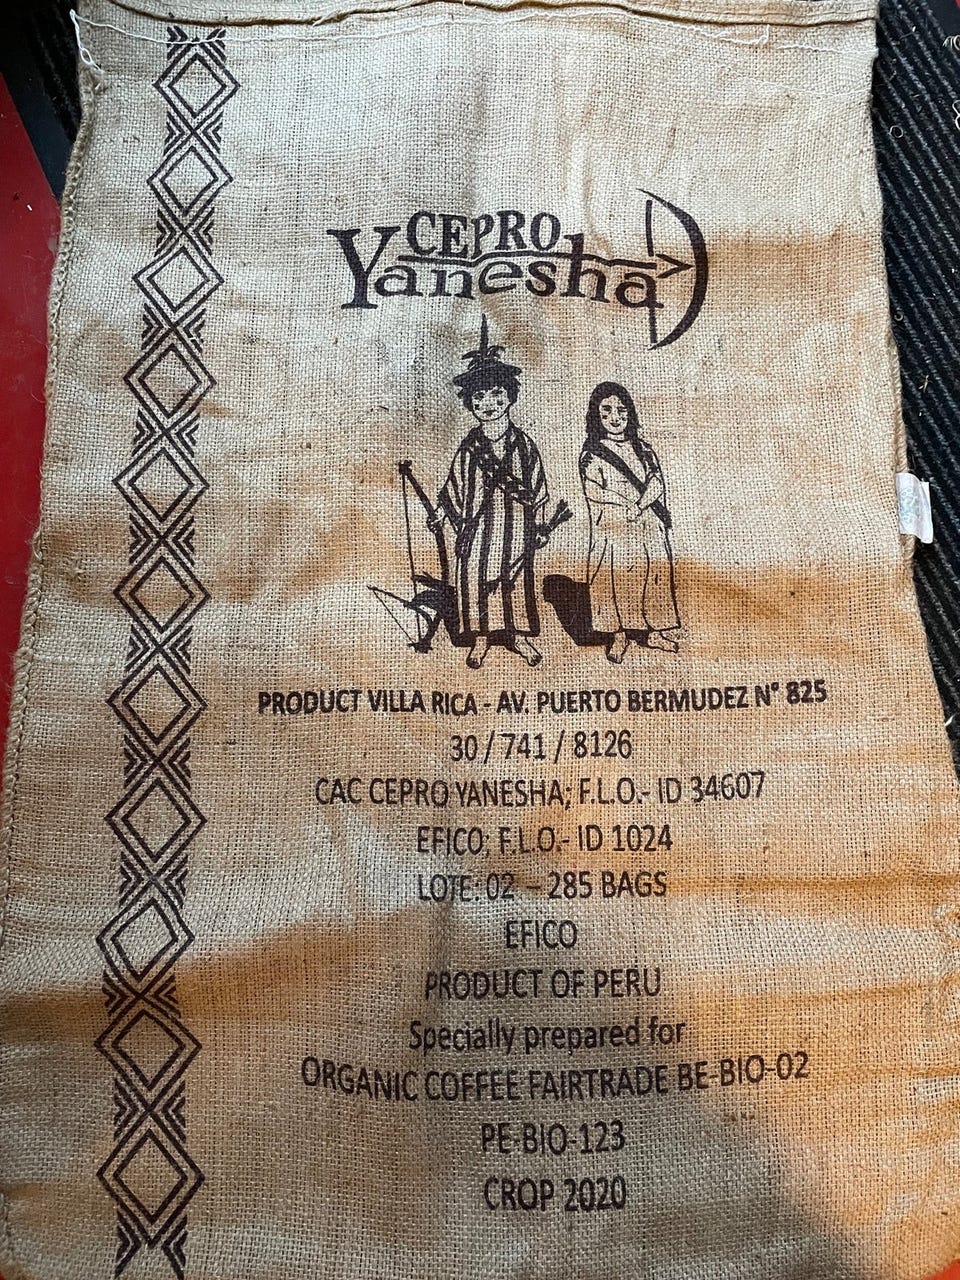 CEPRO
Yanesha
PRODUCT VILLA RICA - AV. PUERTO BERMUDEZ N° 825
30 / 741 / 8126
CAC CEPRO YANESHA; F.L.O.- ID 34607
EFICO; F.L.O.- ID 1024
LOTE: 02 - 285 BAGS
EFICO
PRODUCT OF PERU
Specially prepared for
ORGANIC COFFEE FAIRTRADE BE-BIO-02
PE-BIO-123
CROP 2020